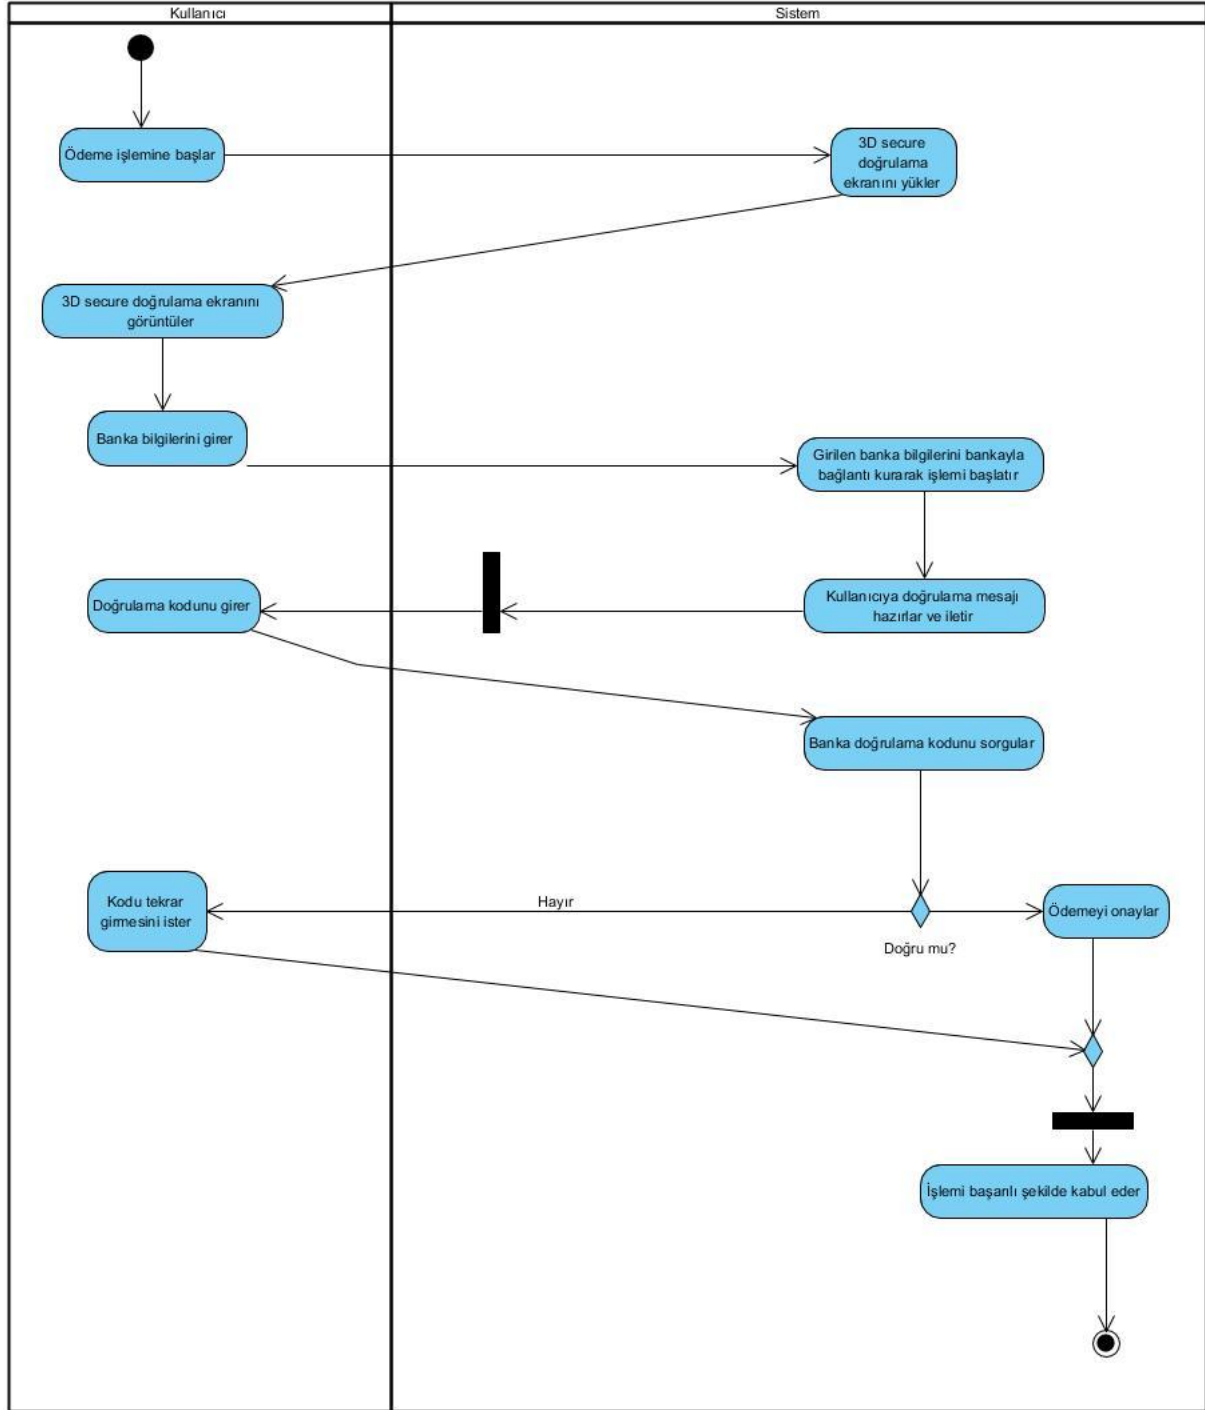 Kullanıcı
Sistem
Ödeme işlemine başlar
3D secure
doğrulama
ekranını yükler
3D secure doğrulama ekranını
görüntüler
Banka bilgilerini girer
Girilen banka bilgilerini bankayla
bağlantı kurarak işlemi başlatır
Doğrulama kodunu girer
Kullanıcıya doğrulama mesajı
hazırlar ve iletir
Banka doğrulama kodunu sorgular
Kodu tekrar
girmesini ister
Hayır
Doğru mu?
Ödemeyi onaylar
İşlemi başarılı şekilde kabul eder